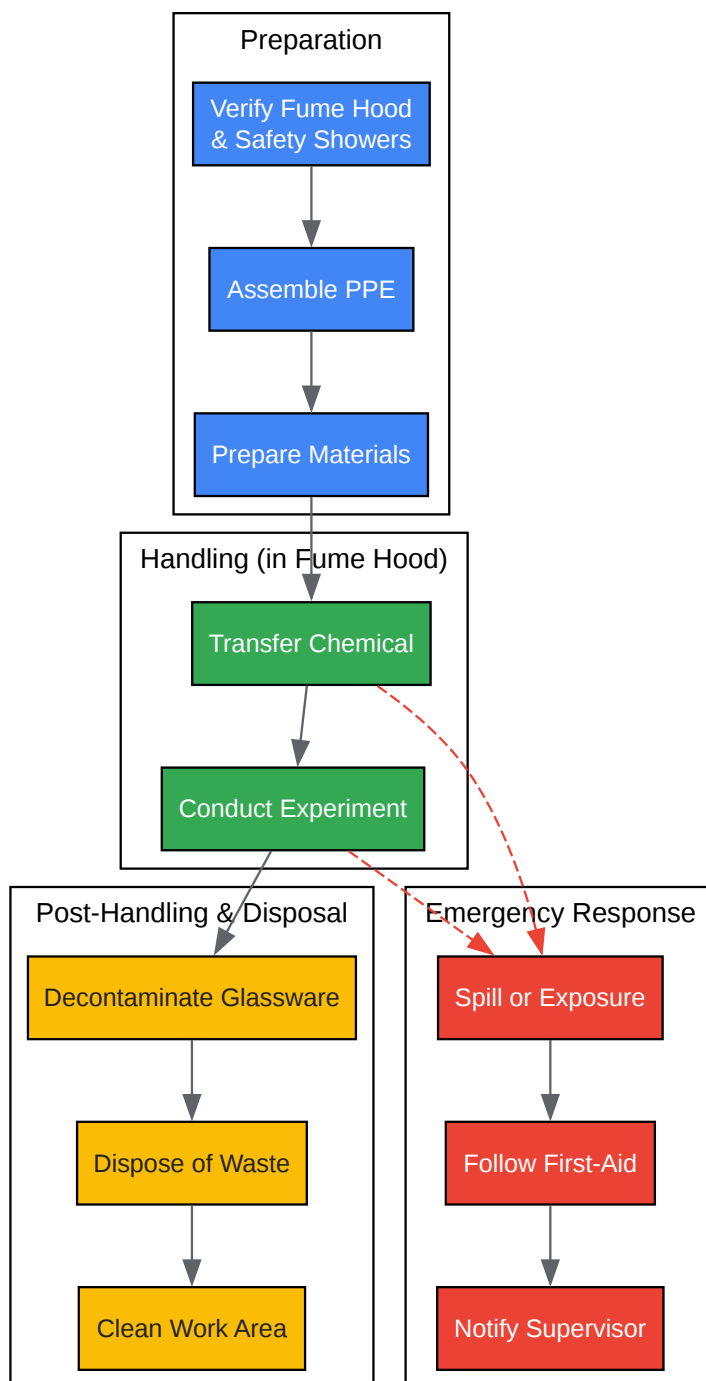 Preparation
Verify Fume Hood
& Safety Showers
Assemble PPE
Prepare Materials
Handling (in Fume Hood)
Transfer Chemical
Conduct Experiment
Post-Handling & Disposal
Decontaminate Glassware
Dispose of Waste
Clean Work Area
Emergency Response
Spill or Exposure
Follow First-Aid
Notify Supervisor